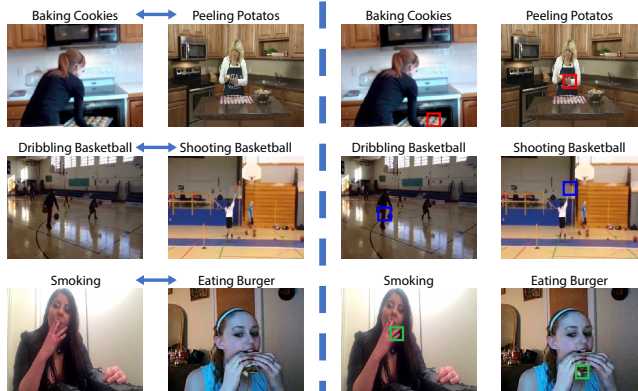 Baking Cookies Peeling Potatos Baking Cookies Peeling Potatos
Dribbling Basketball Shooting Basketball Dribbling Basketball Shooting Basketball
Smoking Eating Burger Smoking Eating Burger